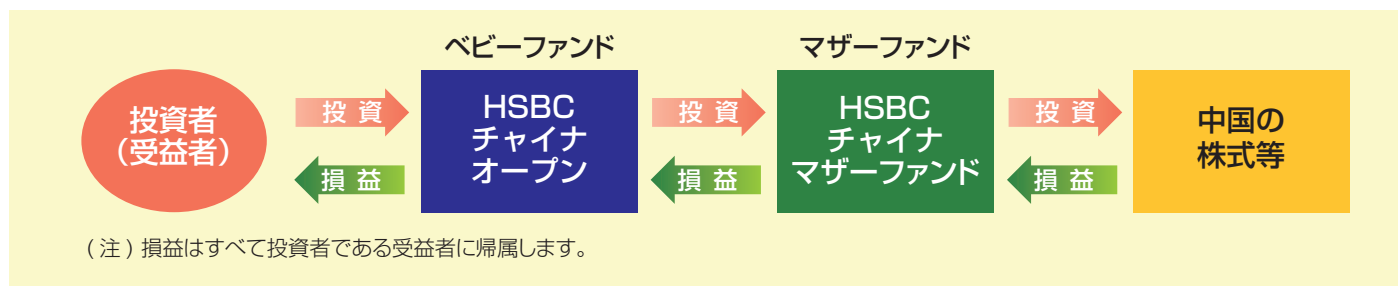 ベビーファンド
マザーファンド
投資者
（受益者）
投 資
損 益
HSBC
チャイナ
オープン
投 資
損 益
HSBC
チャイナ
マザーファンド
投 資
損 益
中国の
株式等
( 注 ) 損益はすべて投資者である受益者に帰属します。